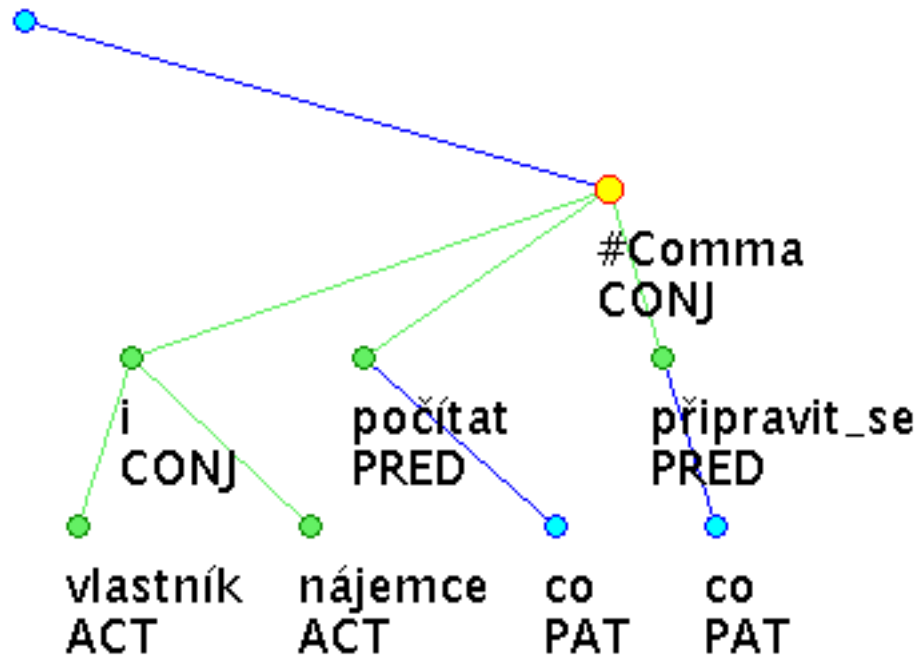 #Comma
CONJ
i
CONJ
počítat
PRED
připravit_se
PRED
vlastník
ACT
nájemce
ACT
co
PAT
co
PAT